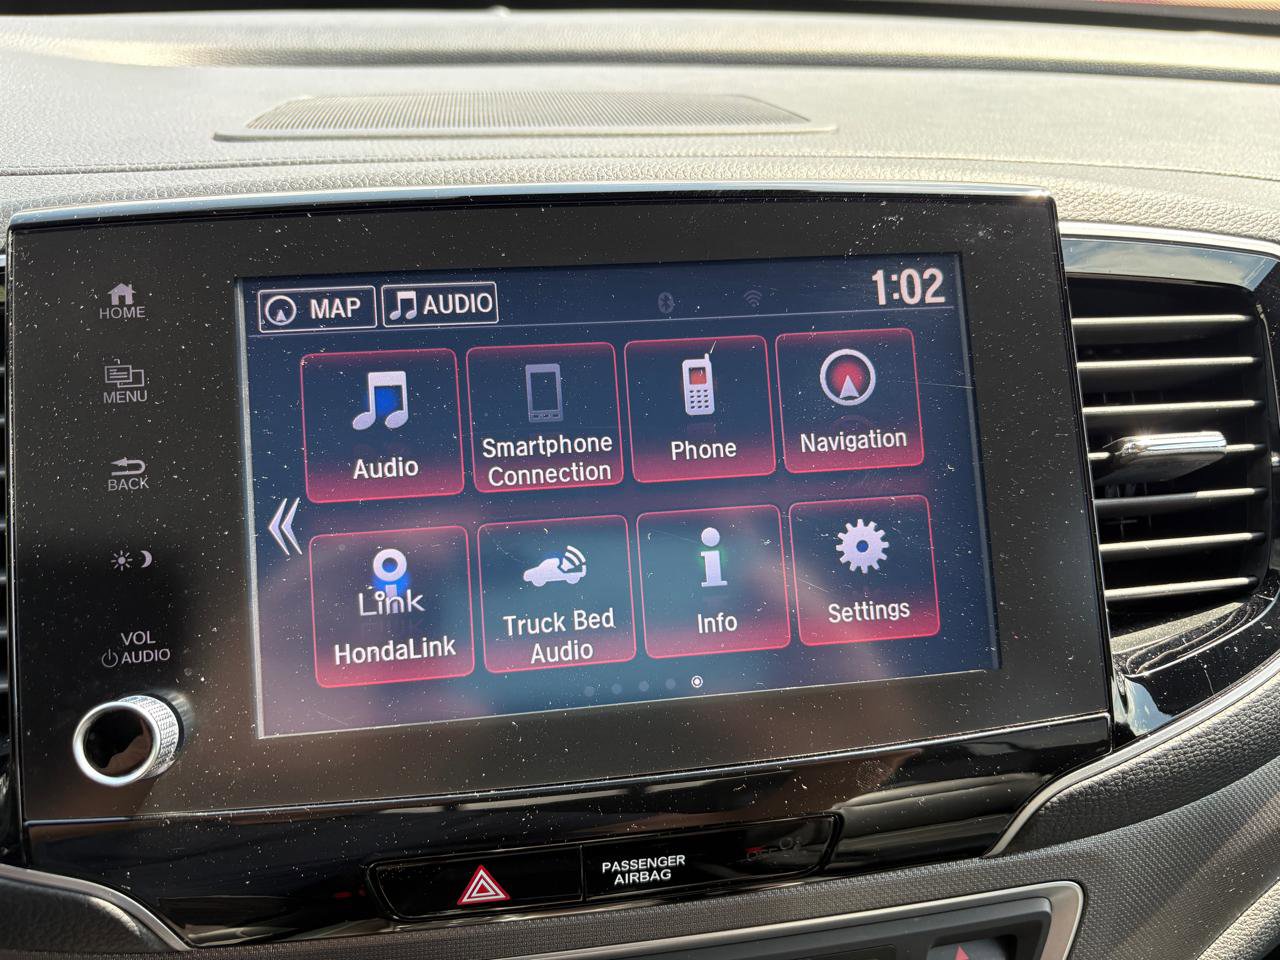 HOME
MENU
BACK
VOL
AUDIO
MAP
AUDIO
1:02
Audio
Smartphone
Connection
Phone
Navigation
Link
HondaLink
Truck Bed
Audio
Info
Settings
PASSENGER
AIRBAG
OFF